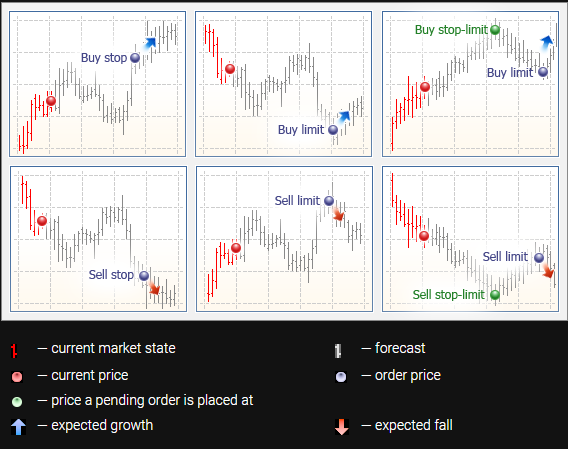 Buy stop
Buy limit
Buy stop-limit
Buy limit
Sell stop
Sell limit
Sell limit
Sell stop-limit
– current market state
– forecast
– current price
– order price
– price a pending order is placed at
– expected growth
– expected fall